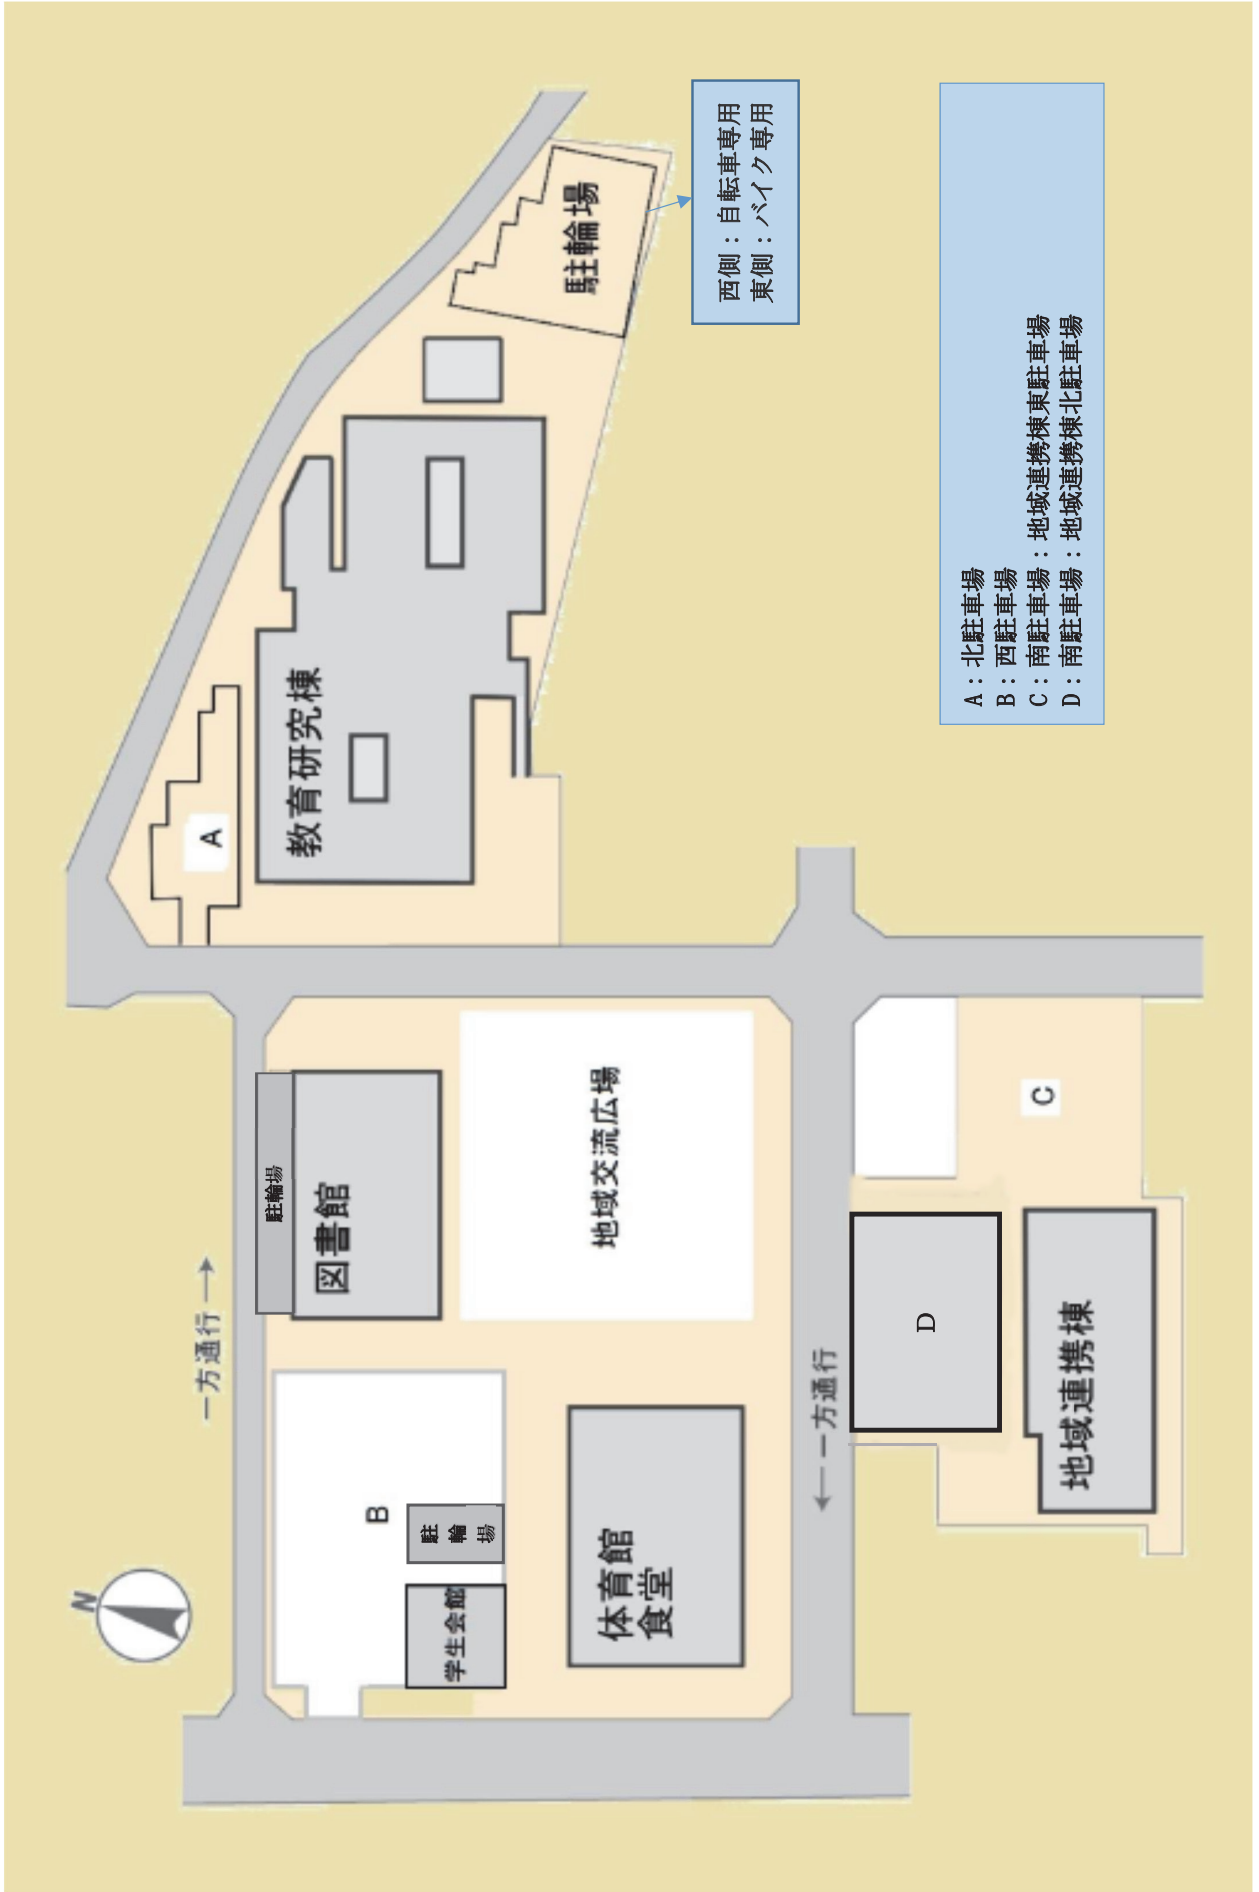 N
一方通行
B
駐
輪
場
学生会館
体育館
食堂
駐輪場
図書館
地域交流広場
一方通行
A
教育研究棟
駐輪場
西側：自転車専用
東側：バイク専用
D
C
地域連携棟
A：北駐車場
B：西駐車場
C：南駐車場：地域連携棟東駐車場
D：南駐車場：地域連携棟北駐車場